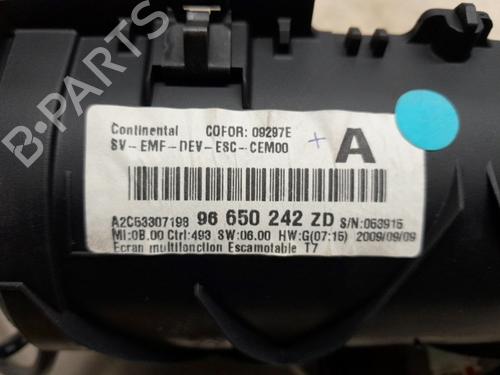 Continental COFOR: 09297E
SV-EMF-DEV-ESC-CEM00
+ A
A2C53307198 96 650 242 ZD S/N:063915
MI:0B.00 Ctrl:493 SW:06.00 HW:G(07:15) 2009/09/09
Ecran multifonction Escamotable T7
B-PARTS